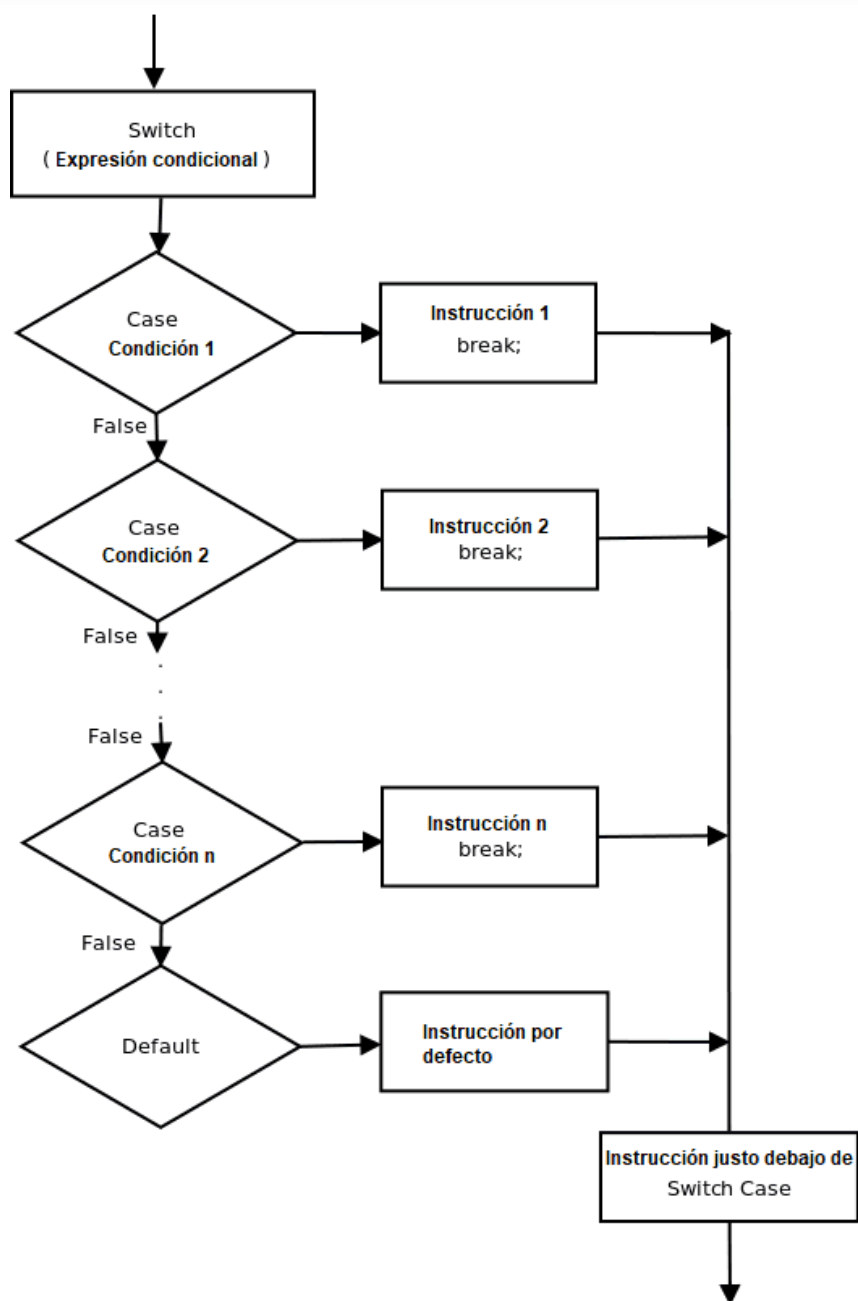 Switch
( Expresión condicional )
Case
Condición 1
Instrucción 1
break;
False
Case
Condición 2
Instrucción 2
break;
False
.
.
.
False
Case
Condición n
Instrucción n
break;
False
Default
Instrucción por
defecto
Instrucción justo debajo de
Switch Case